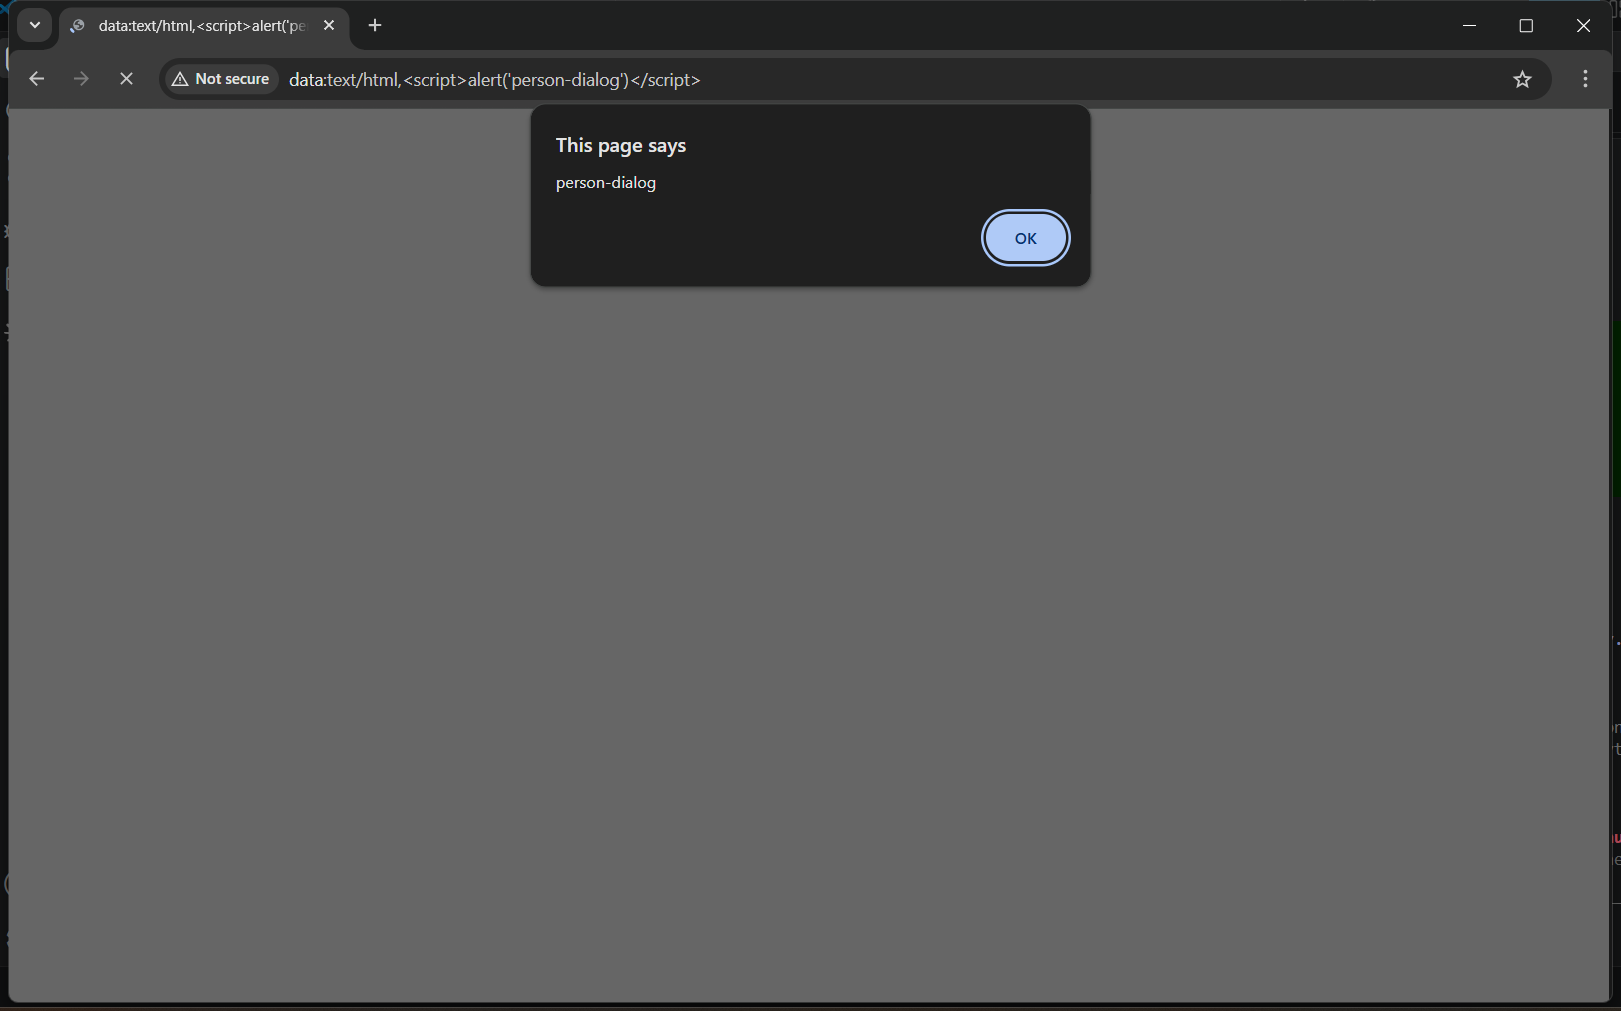 data:text/html,<script>alert('pe
Not secure
data:text/html,<script>alert('person-dialog')</script>
This page says
person-dialog
OK